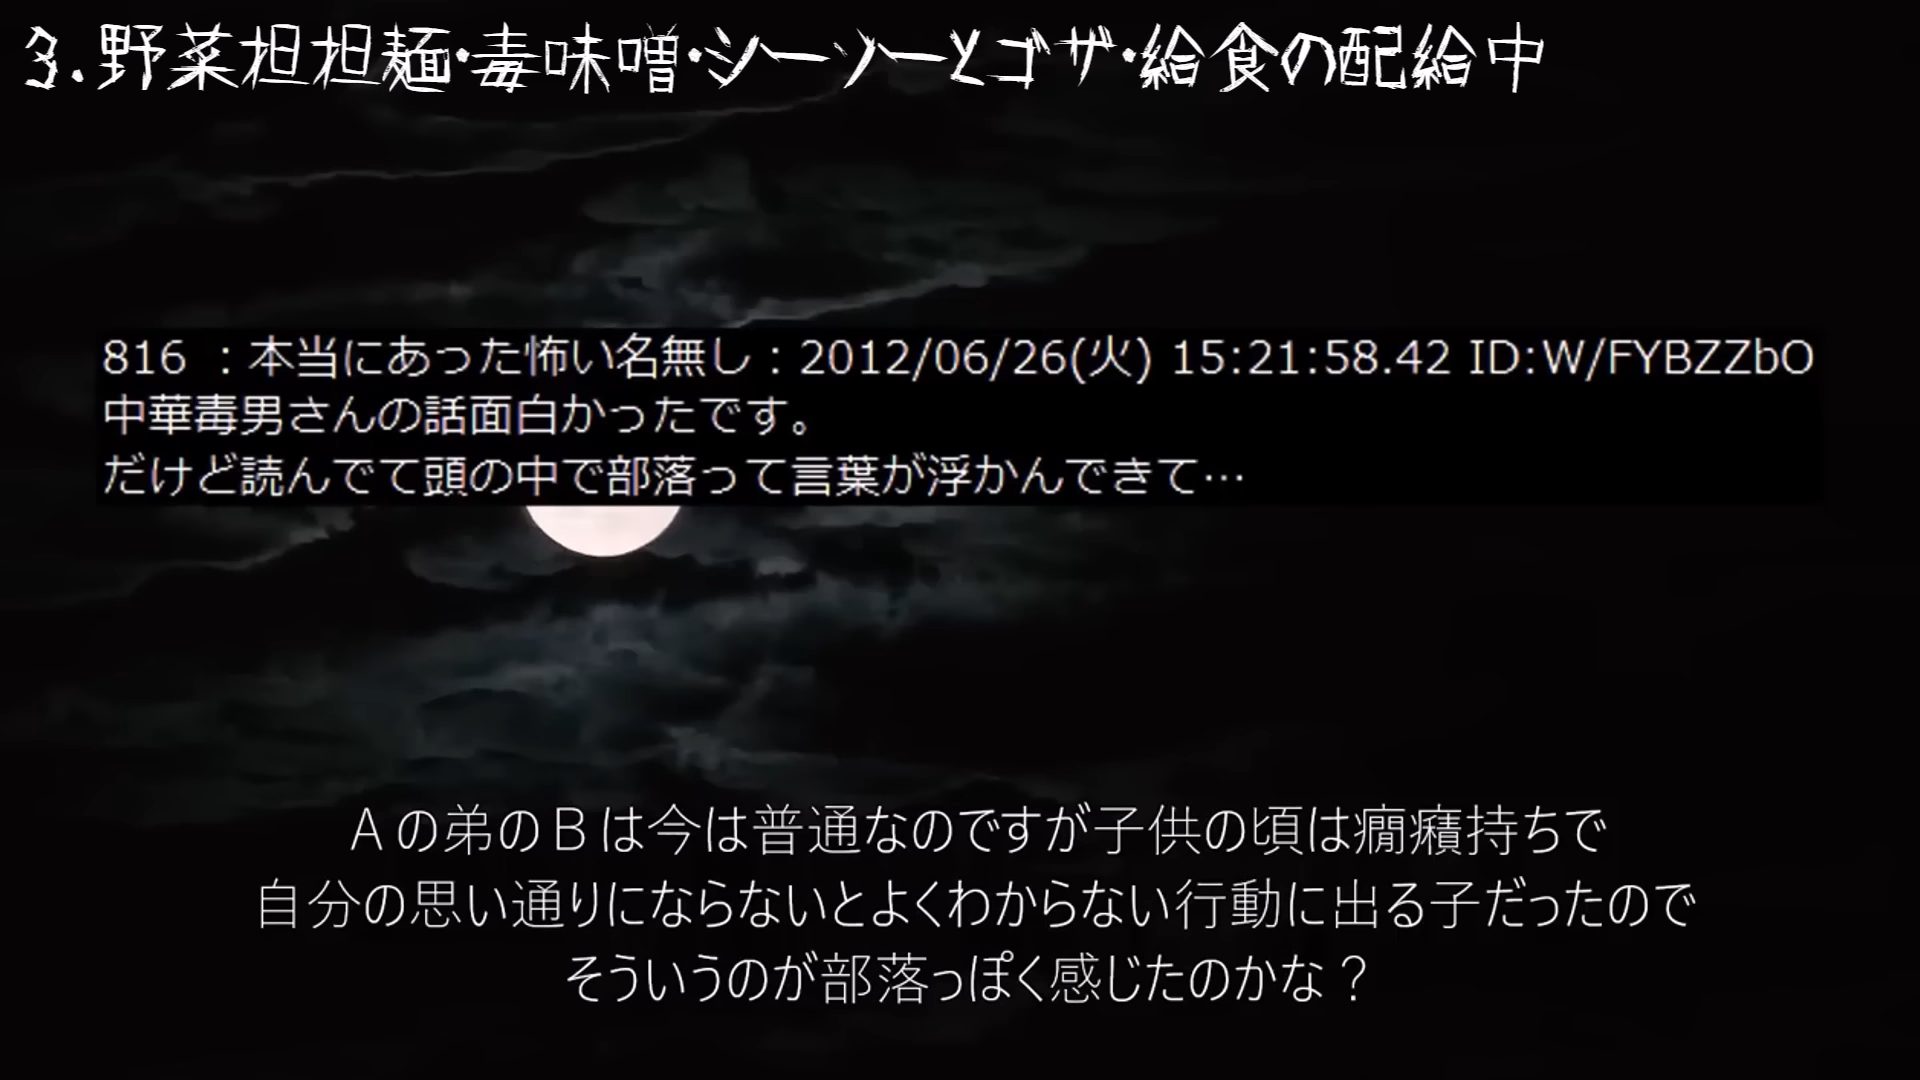 3.野菜担担麺・毒味噌・シーソーとゴザ・給食の配給中
816 ：本当にあった怖い名無し：2012/06/26(火) 15:21:58.42 ID:W/FYBZZbO
中華毒男さんの話面白かったです。
だけど読んでて頭の中で部落って言葉が浮かんできて…
Aの弟のBは今は普通なのですが子供の頃は癇癪持ちで
自分の思い通りにならないとよくわからない行動に出る子だったので
そういうのが部落っぽく感じたのかな？